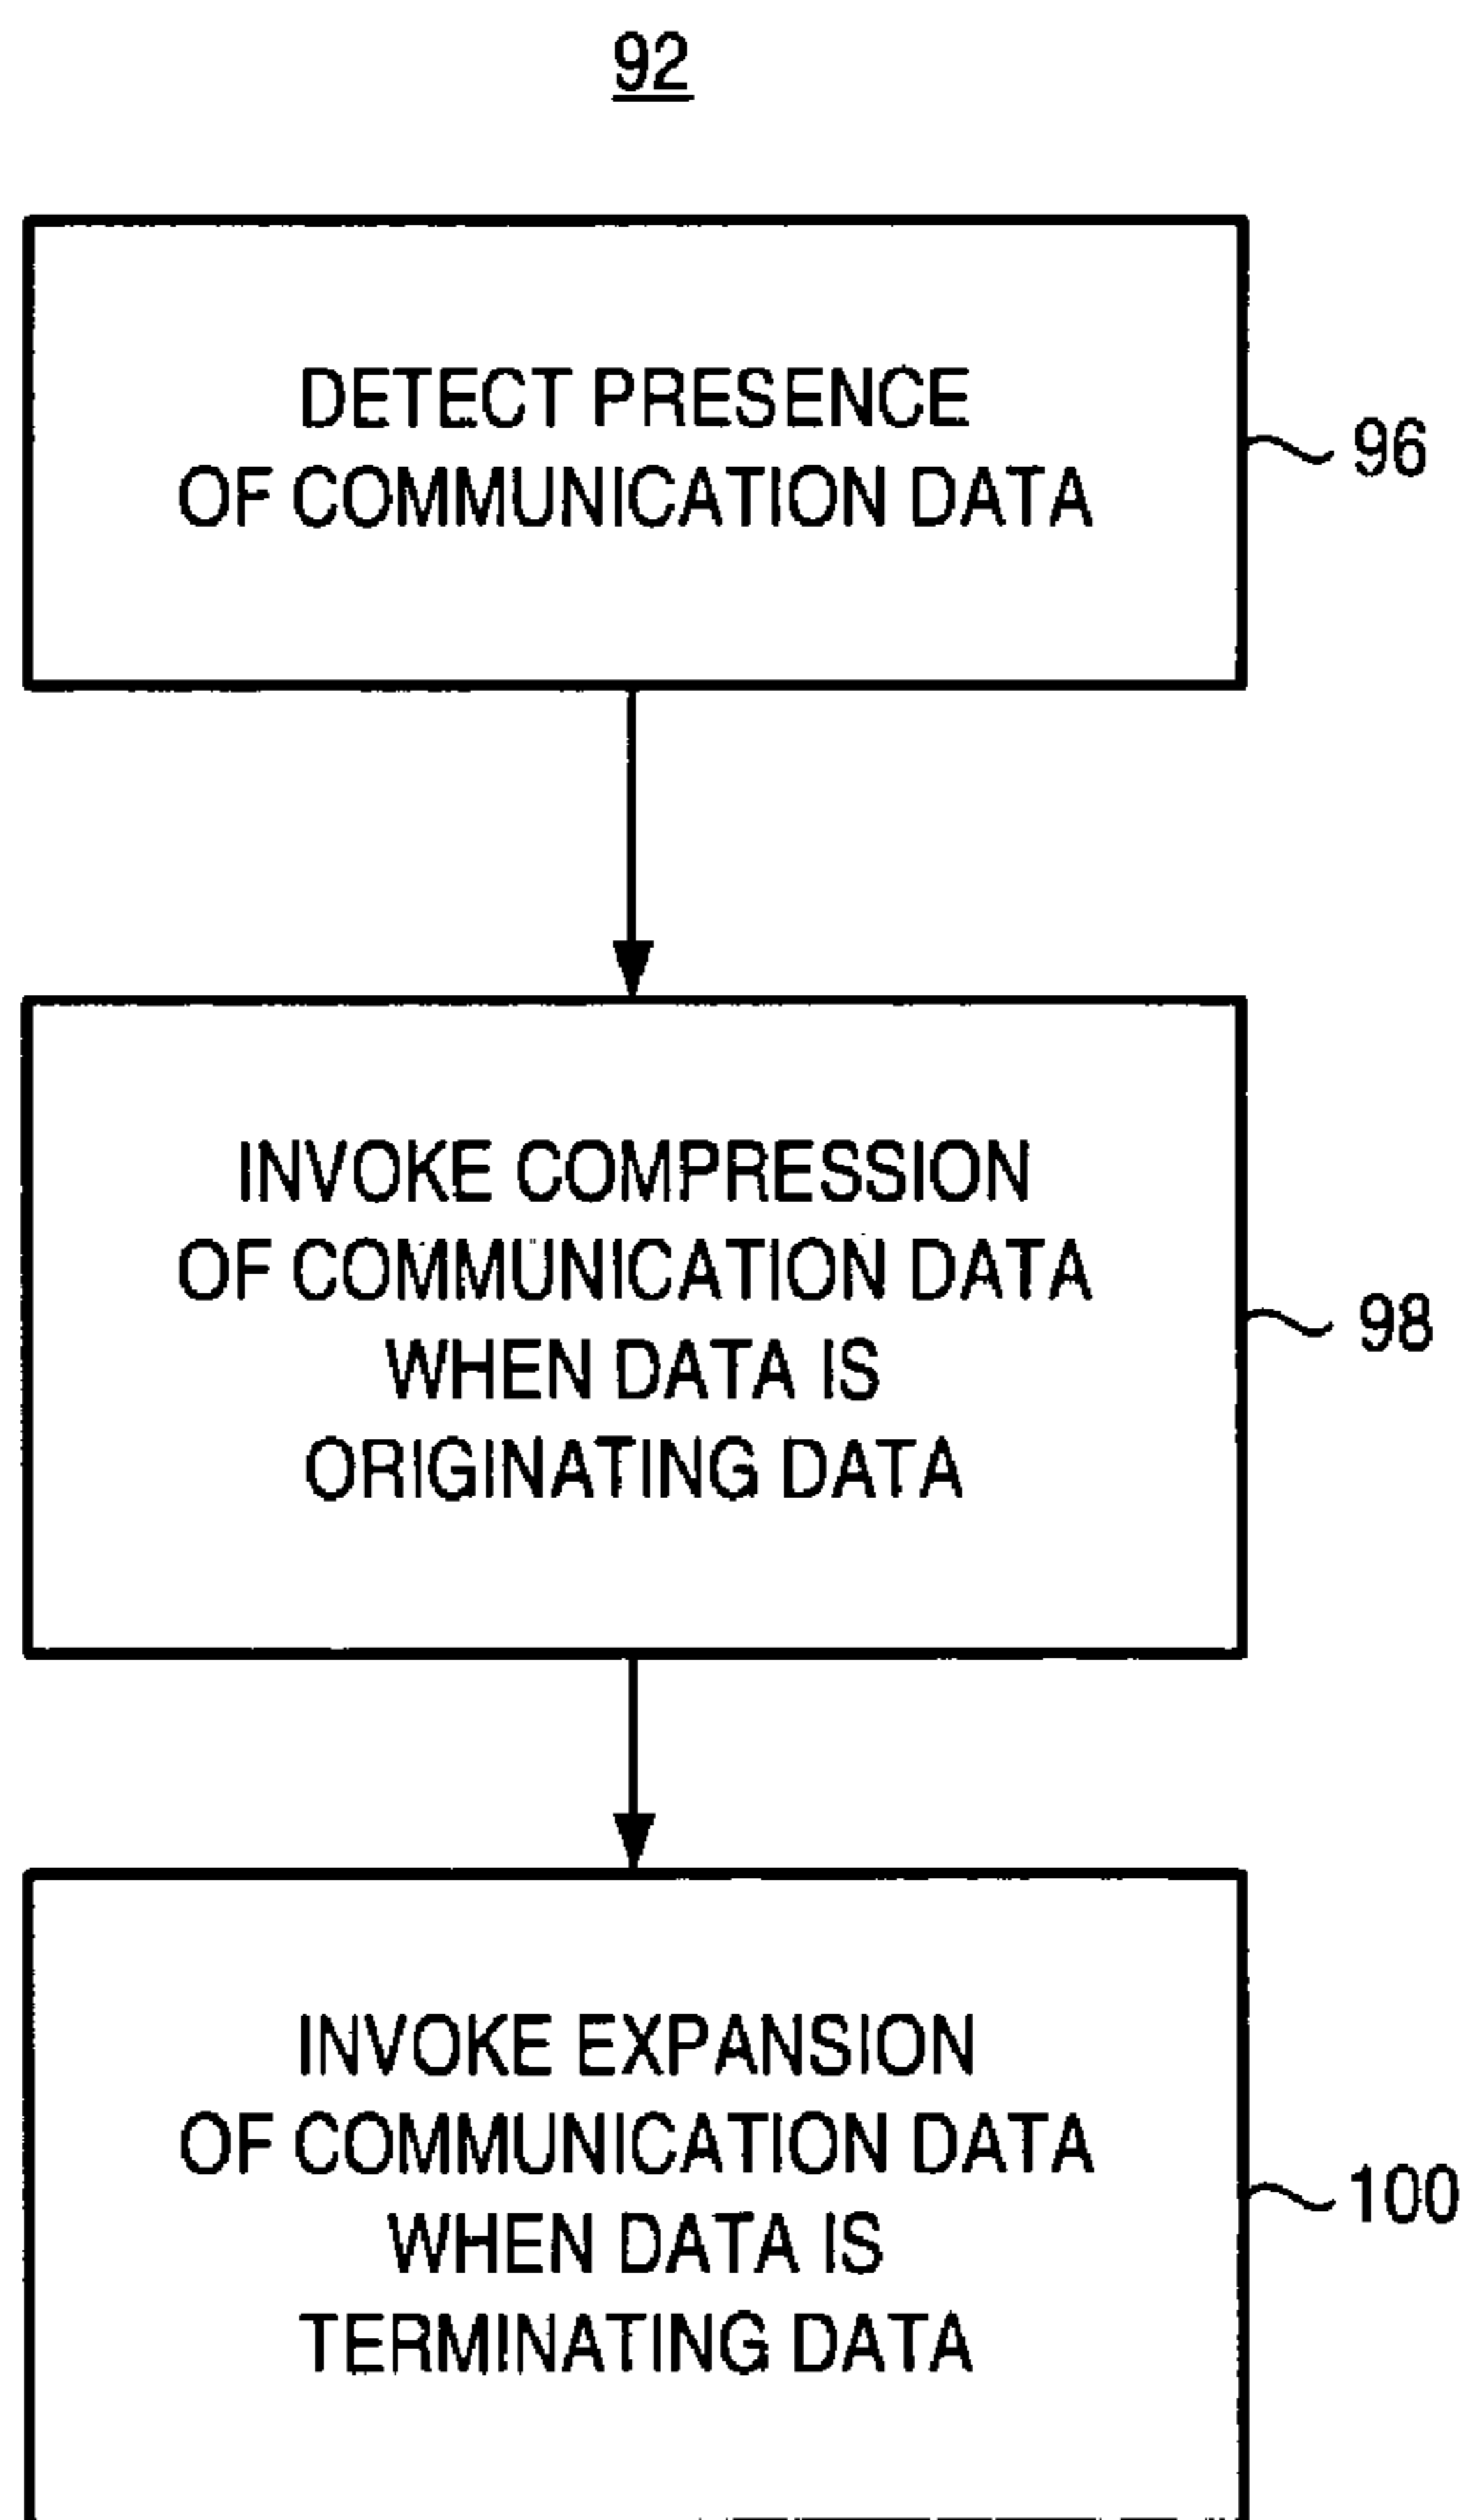 92
DETECT PRESENCE
OF COMMUNICATION DATA
96
INVOKE COMPRESSION
OF COMMUNICATION DATA
WHEN DATA IS
ORIGINATING DATA
98
INVOKE EXPANSION
OF COMMUNICATION DATA
WHEN DATA IS
TERMINATING DATA
100